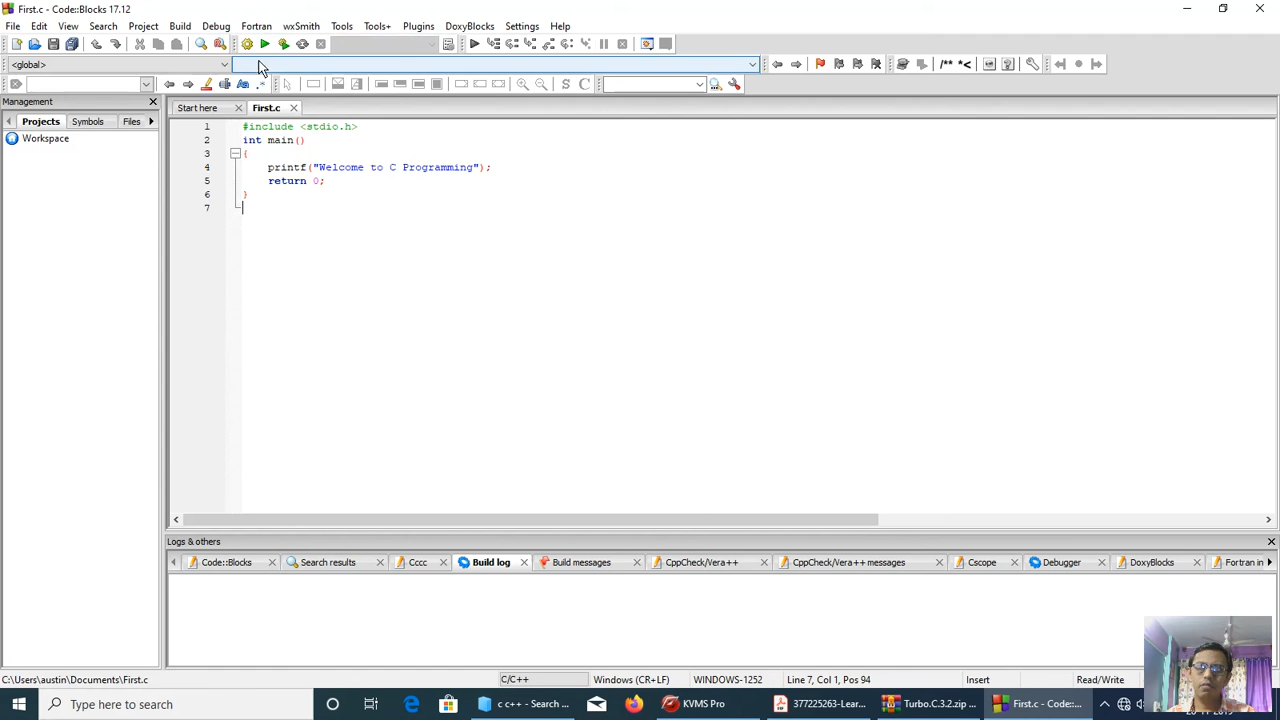 First.c - Code::Blocks 17.12
File Edit View Search Project Build Debug Fortran wxSmith Tools Tools+ Plugins DoxyBlocks Settings Help
<global>
/** *<
Aa .*
S C
Management
Projects Symbols Files
Workspace
Start here First.c
1 #include <stdio.h>
2 int main()
3 {
4 printf("Welcome to C Programming");
5 return 0;
6 }
7
Logs & others
Code::Blocks Search results Cccc Build log Build messages CppCheck/Vera++ CppCheck/Vera++ messages Cscope Debugger DoxyBlocks Fortran in
C:\Users\austin\Documents\First.c C/C++ Windows (CR+LF) WINDOWS-1252 Line 7, Col 1, Pos 94 Insert Read/Write
Type here to search c c++ - Search ... KVMS Pro 377225263-Lear... Turbo.C.3.2.zip ... First.c - Code::...